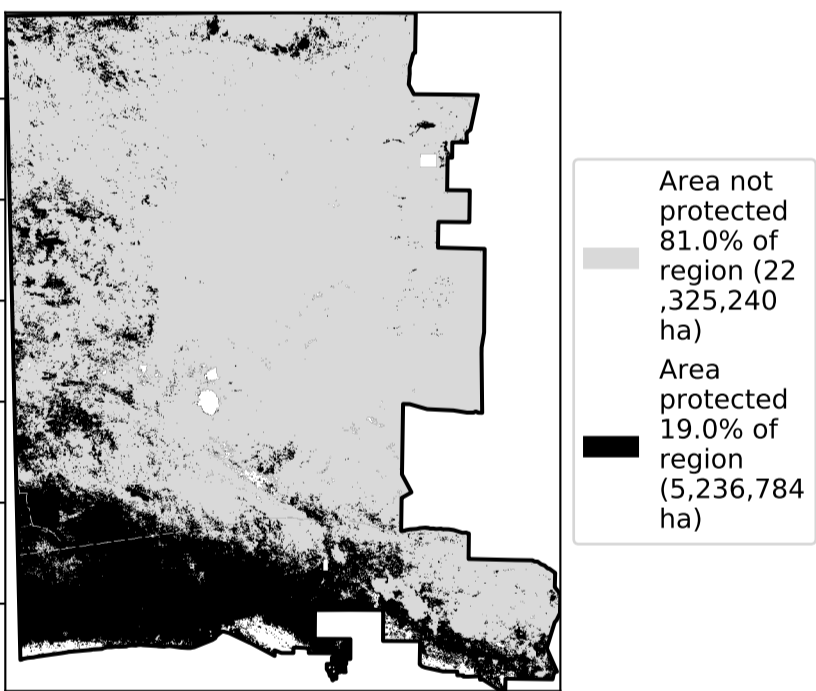 Area not
protected
81.0% of
region (22
,325,240
ha)
Area
protected
19.0% of
region
(5,236,784
ha)